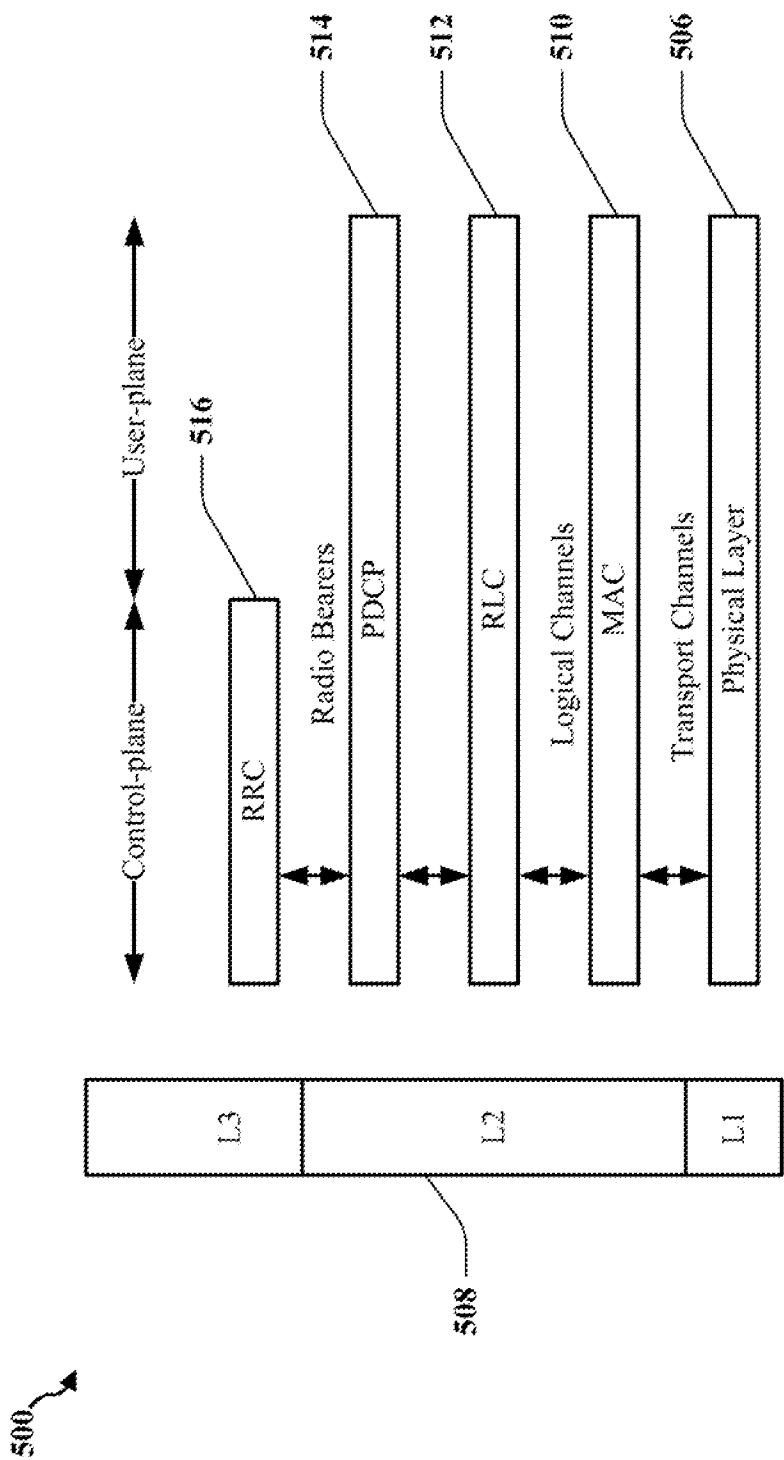 500
Control-plane
User-plane
516
RRC
Radio Bearers
514
PDCP
512
RLC
Logical Channels
510
MAC
Transport Channels
506
Physical Layer
L3
L2
L1
508